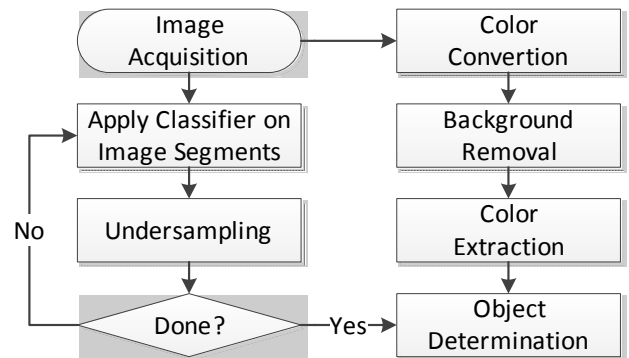 Image
Acquisition
Color
Convertion
Apply Classifier on
Image Segments
Background
Removal
No
Undersampling
Color
Extraction
Done?
Yes
Object
Determination